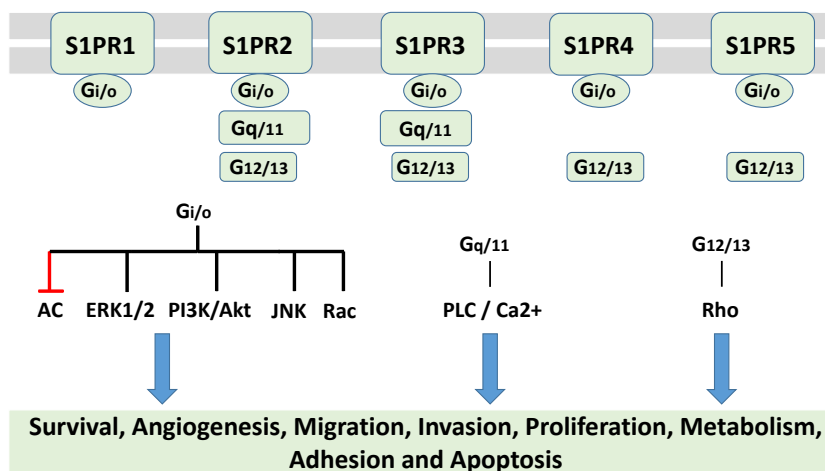 S1PR1 S1PR2 S1PR3 S1PR4 S1PR5
Gi/o Gi/o Gi/o Gi/o Gi/o
Gq/11 Gq/11
G12/13 G12/13 G12/13 G12/13
Gi/o
Gq/11 G12/13
AC ERK1/2 PI3K/Akt JNK Rac PLC / Ca2+ Rho
Survival, Angiogenesis, Migration, Invasion, Proliferation, Metabolism,
Adhesion and Apoptosis